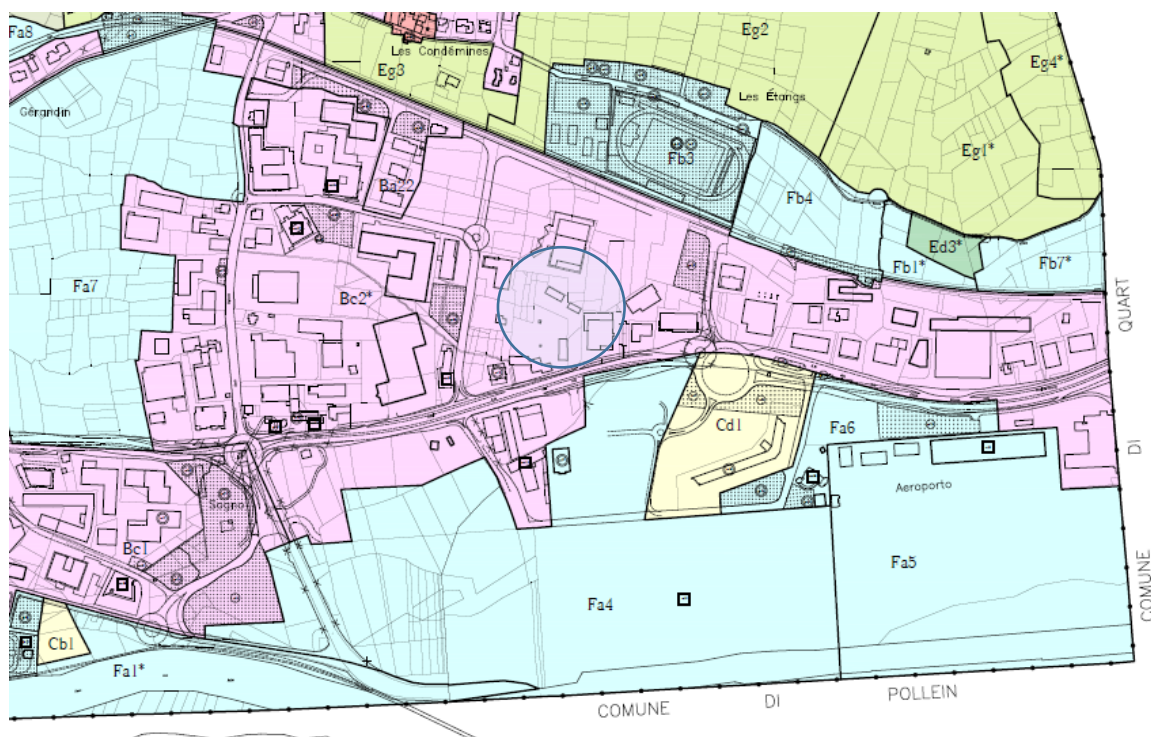 Fa8
Les Condémines
Eg3
Eg2
Eg4*
Gérandin
Les Étangs
Eg1*
Fb3
Ba22
Fb4
Ed3*
Fb1*
Fb7*
Fa7
Bc2*
QUART
DI
COMUNE
Cd1
Fa6
Aeroporto
Sogno
Bc1
Fa5
Fa4
Cb1
Fa1*
COMUNE DI POLLEIN